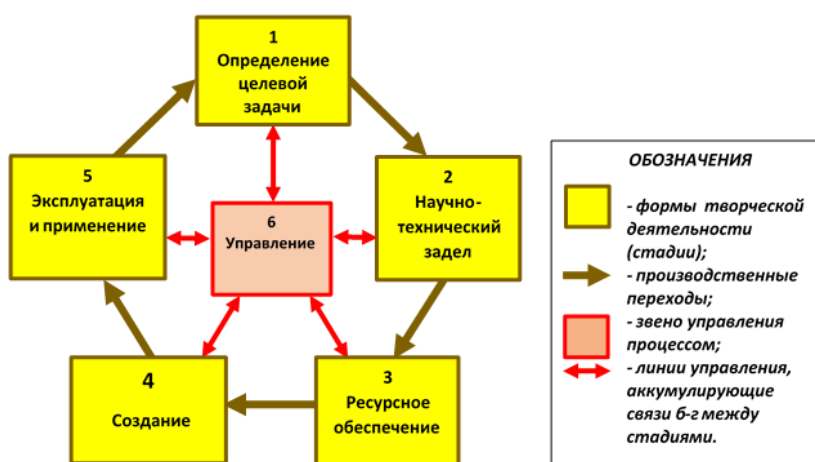 1
Определение
целевой
задачи
2
Научно-
технический
задел
3
Ресурсное
обеспечение
4
Создание
5
Эксплуатация
и применение
6
Управление
ОБОЗНАЧЕНИЯ
- формы творческой
деятельности
(стадии);
- производственные
переходы;
- звено управления
процессом;
- линии управления,
аккумулирующие
связи б-г между
стадиями.